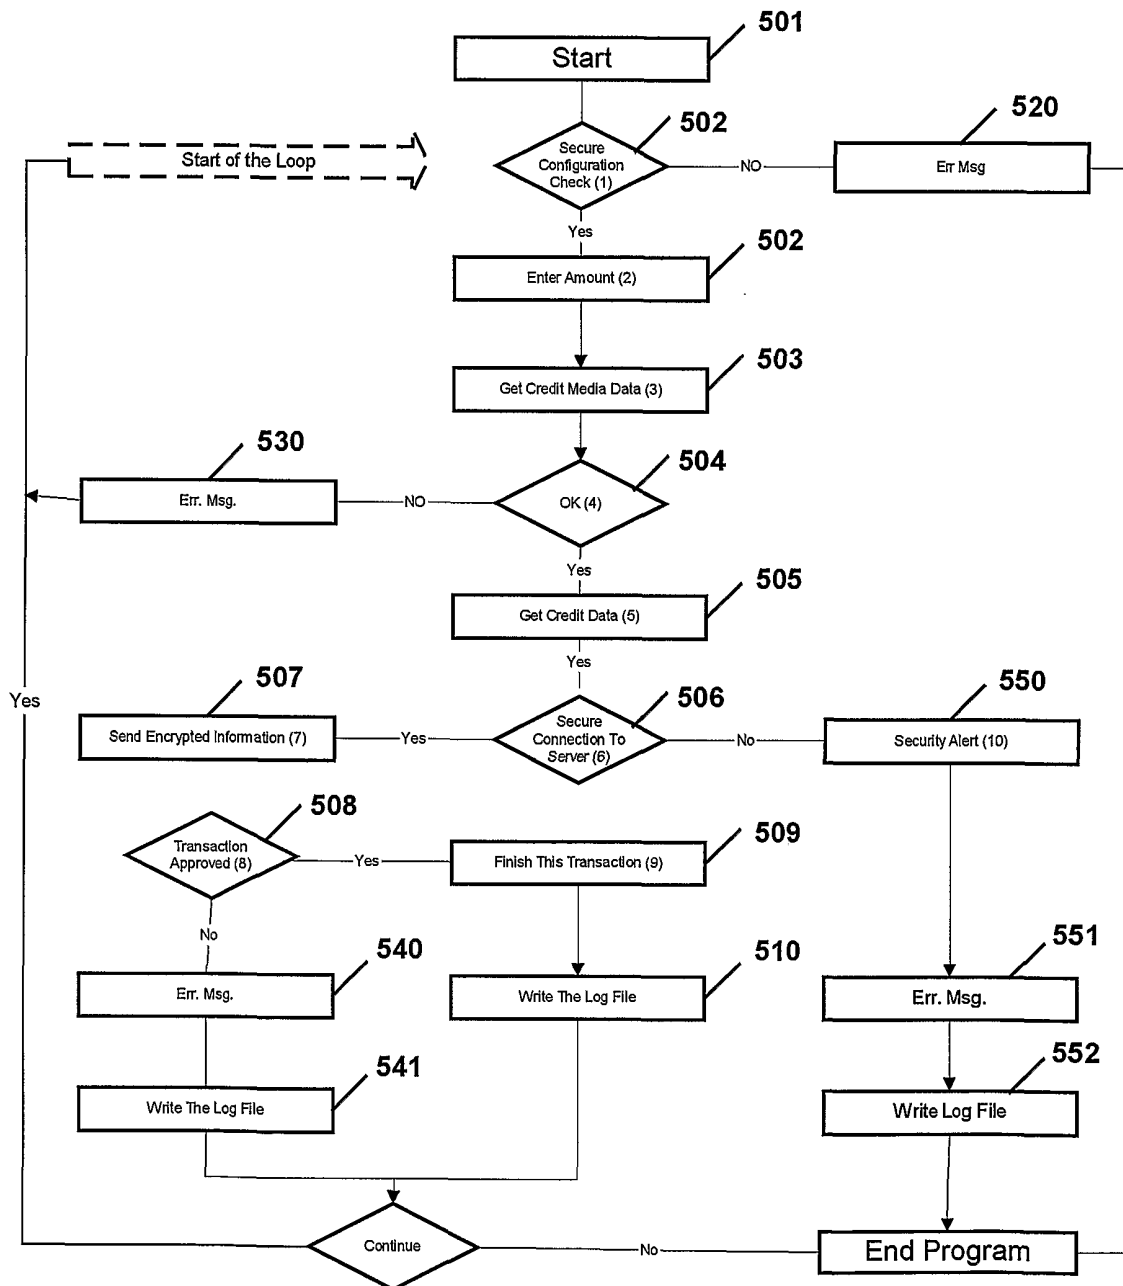 501
Start
502
520
Start of the Loop
Secure
Configuration
Check (1)
NO
Err Msg
Yes
502
Enter Amount (2)
503
Get Credit Media Data (3)
530
504
Err. Msg.
NO
OK (4)
Yes
505
Get Credit Data (5)
Yes
Yes
507
506
550
Send Encrypted Information (7)
Yes
Secure
Connection To
Server (6)
No
Security Alert (10)
508
509
Transaction
Approved (8)
Yes
Finish This Transaction (9)
No
540
510
551
Err. Msg.
Write The Log File
Err. Msg.
541
552
Write The Log File
Write Log File
Continue
No
End Program